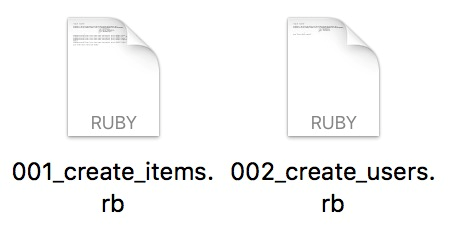 RUBY
RUBY
001_create_items.
rb
002_create_users.
rb